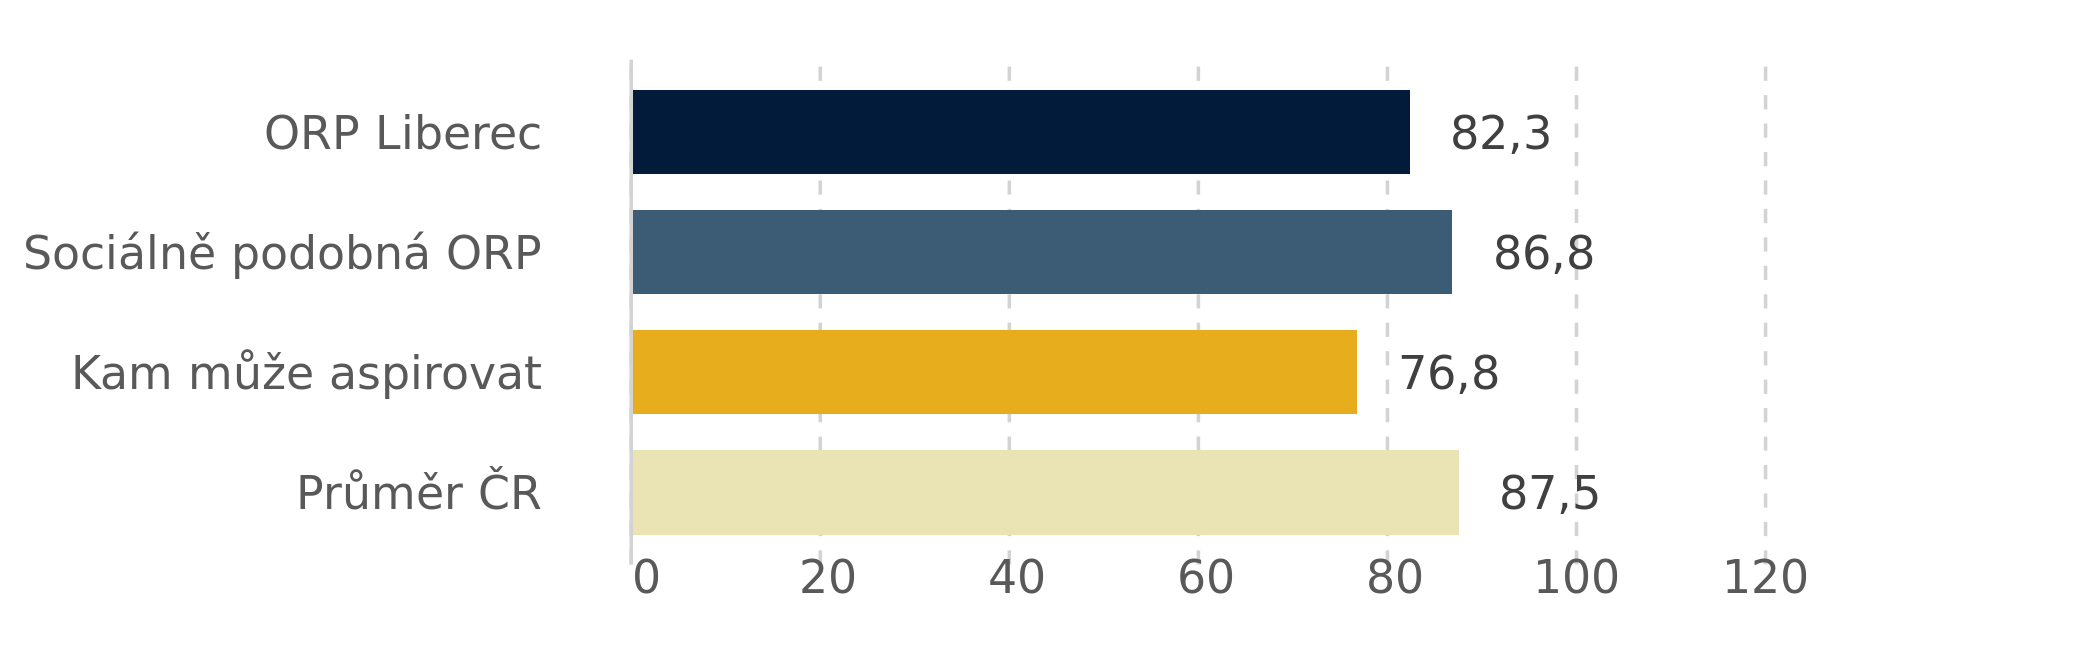 ORP Liberec 82,3
Sociálně podobná ORP 86,8
Kam může aspirovat 76,8
Průměr ČR 87,5
0 20 40 60 80 100 120